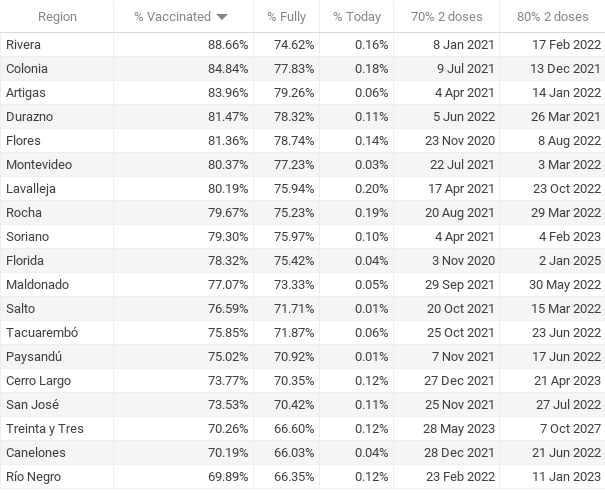 Region % Vaccinated % Fully % Today 70% 2 doses 80% 2 doses
Rivera 88.66% 74.62% 0.16% 8 Jan 2021 17 Feb 2022
Colonia 84.84% 77.83% 0.18% 9 Jul 2021 13 Dec 2021
Artigas 83.96% 79.26% 0.06% 4 Apr 2021 14 Jan 2022
Durazno 81.47% 78.32% 0.11% 5 Jun 2022 26 Mar 2021
Flores 81.36% 78.74% 0.14% 23 Nov 2020 8 Aug 2022
Montevideo 80.37% 77.23% 0.03% 22 Jul 2021 3 Mar 2022
Lavalleja 80.19% 75.94% 0.20% 17 Apr 2021 23 Oct 2022
Rocha 79.67% 75.23% 0.19% 20 Aug 2021 29 Mar 2022
Soriano 79.30% 75.97% 0.10% 4 Apr 2021 4 Feb 2023
Florida 78.32% 75.42% 0.04% 3 Nov 2020 2 Jan 2025
Maldonado 77.07% 73.33% 0.05% 29 Sep 2021 30 May 2022
Salto 76.59% 71.71% 0.01% 20 Oct 2021 15 Mar 2022
Tacuarembó 75.85% 71.87% 0.06% 25 Oct 2021 23 Jun 2022
Paysandú 75.02% 70.92% 0.01% 7 Nov 2021 17 Jun 2022
Cerro Largo 73.77% 70.35% 0.12% 27 Dec 2021 21 Apr 2023
San José 73.53% 70.42% 0.11% 25 Nov 2021 27 Jul 2022
Treinta y Tres 70.26% 66.60% 0.12% 28 May 2023 7 Oct 2027
Canelones 70.19% 66.03% 0.04% 28 Dec 2021 21 Jun 2022
Río Negro 69.89% 66.35% 0.12% 23 Feb 2022 11 Jan 2023